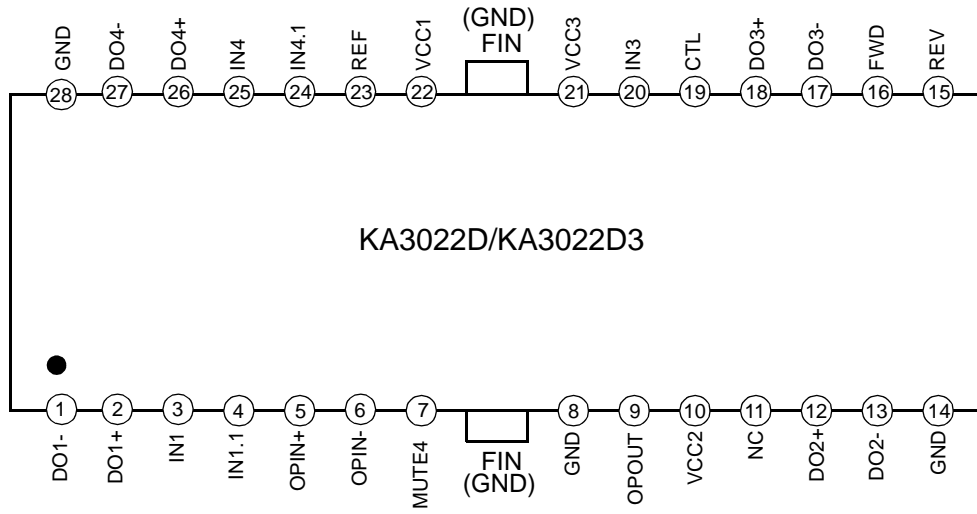 GND
DO4-
DO4+
IN4
IN4.1
REF
VCC1
(GND)
FIN
VCC3
IN3
CTL
DO3+
DO3-
FWD
REV
28
27
26
25
24
23
22
21
20
19
18
17
16
15
KA3022D/KA3022D3
1
2
3
4
5
6
7
8
9
10
11
12
13
14
DO1-
DO1+
IN1
IN1.1
OPIN+
OPIN-
MUTE4
FIN
(GND)
GND
OPOUT
VCC2
NC
DO2+
DO2-
GND